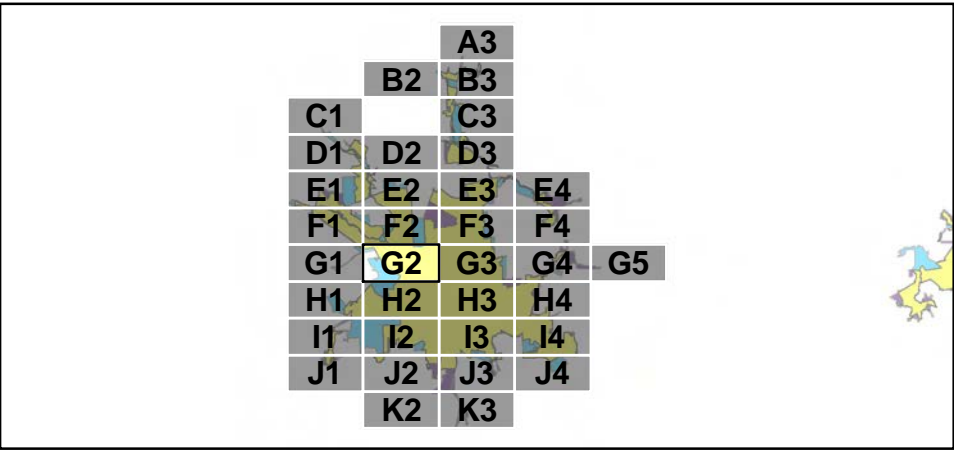 A3
B2 B3
C1 C3
D1 D2 D3
E1 E2 E3 E4
F1 F2 F3 F4
G1 G2 G3 G4 G5
H1 H2 H3 H4
I1 I2 I3 I4
J1 J2 J3 J4
K2 K3